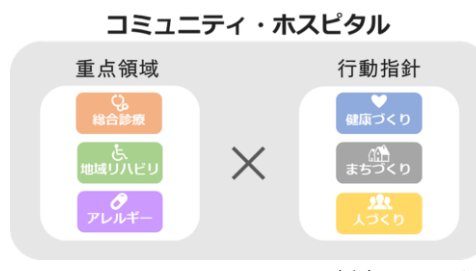 コミュニティ・ホスピタル
重点領域
行動指針
総合診療
健康づくり
地域リハビリ
×
まちづくり
アレルギー
人づくり